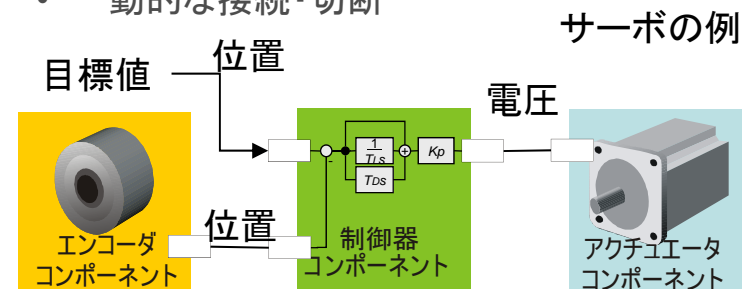 • 動的な接続・切断
サーボの例
位置
目標値
電圧
1
TIs
TDs
-
+
Kp
位置
エンコーダ
コンポーネント
制御器
コンポーネント
アクチュエータ
コンポーネント